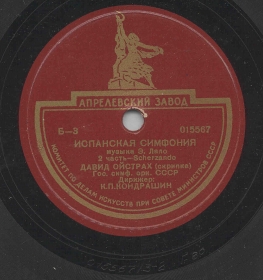 АПРЕЛЕВСКИЙ ЗАВОД
Б—8 015567
ИСПАНСКАЯ СИМФОНИЯ
музыка Э. Лало
2 часть—Scherzando
ДАВИД ОЙСТРАХ (скрипка)
Гос. симф. орк. СССР
Дирижер:
К.П.КОНДРАШИН
КОМИТЕТ ПО ДЕЛАМ ИСКУССТВ ПРИ СОВЕТЕ МИНИСТРОВ СССР